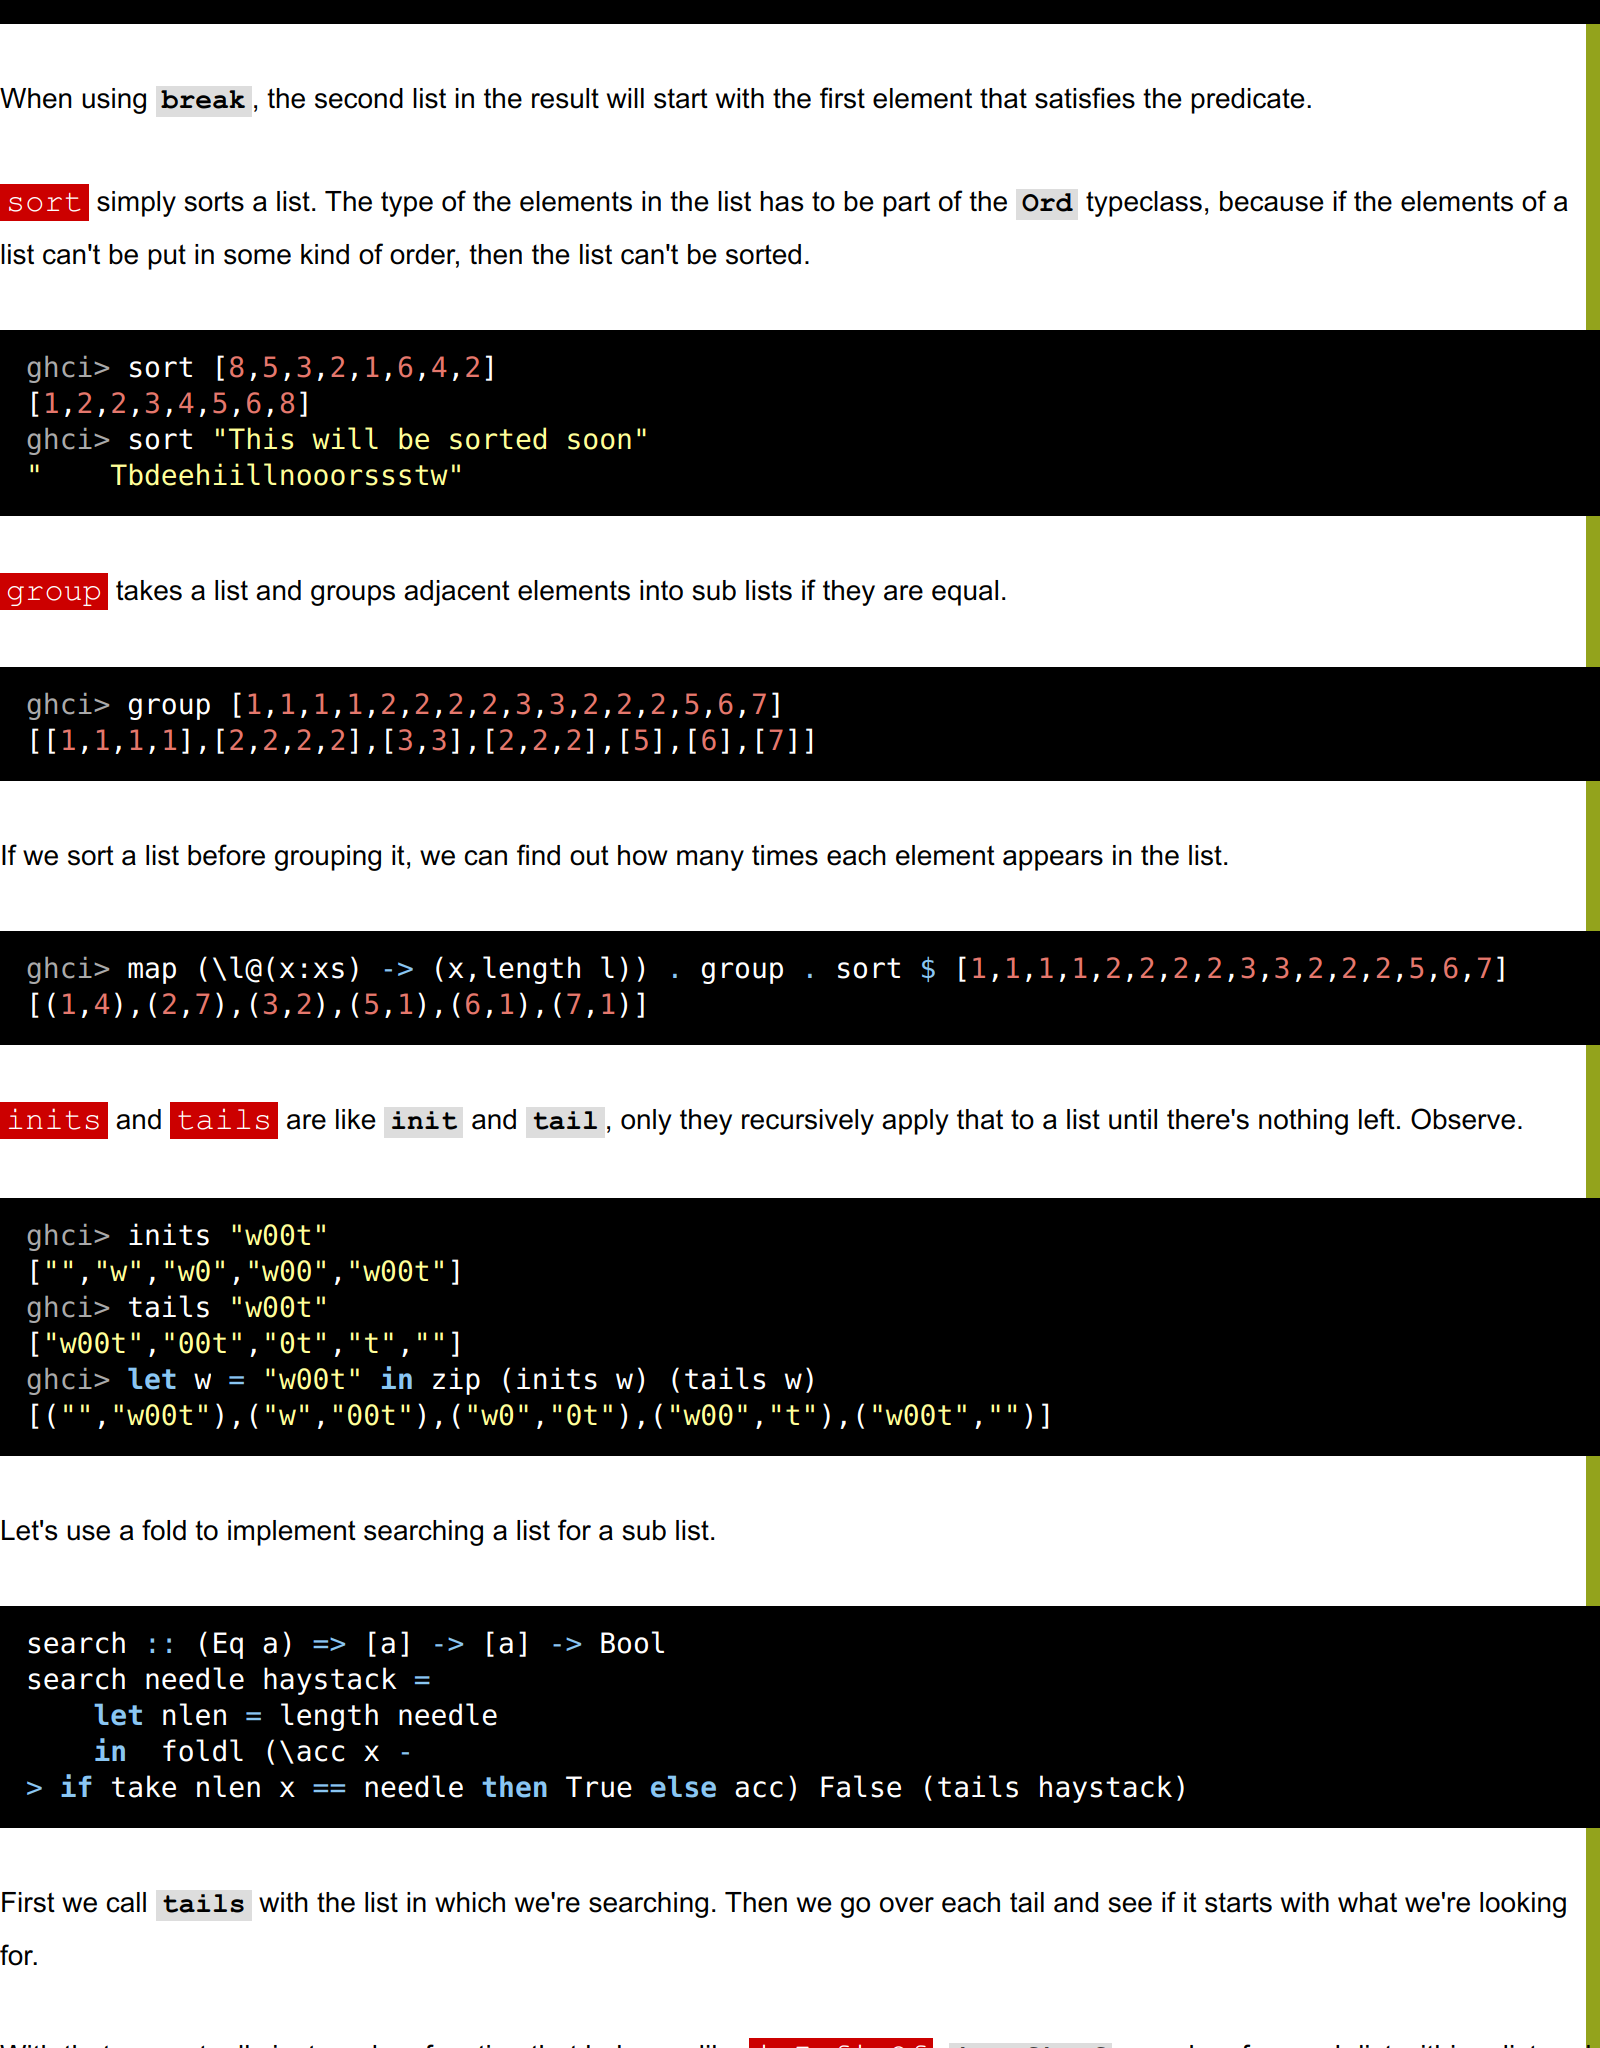 When using break, the second list in the result will start with the first element that satisfies the predicate.
sort simply sorts a list. The type of the elements in the list has to be part of the Ord typeclass, because if the elements of a
list can't be put in some kind of order, then the list can't be sorted.
ghci> sort [8,5,3,2,1,6,4,2]
[1,2,2,3,4,5,6,8]
ghci> sort "This will be sorted soon"
"    Tbdeehiillnooorssstw"
group takes a list and groups adjacent elements into sub lists if they are equal.
ghci> group [1,1,1,1,2,2,2,2,3,3,2,2,2,5,6,7]
[[1,1,1,1],[2,2,2,2],[3,3],[2,2,2],[5],[6],[7]]
If we sort a list before grouping it, we can find out how many times each element appears in the list.
ghci> map (\l@(x:xs) -> (x,length l)) . group . sort $ [1,1,1,1,2,2,2,2,3,3,2,2,2,5,6,7]
[(1,4),(2,7),(3,2),(5,1),(6,1),(7,1)]
inits and tails are like init and tail, only they recursively apply that to a list until there's nothing left. Observe.
ghci> inits "w00t"
["","w","w0","w00","w00t"]
ghci> tails "w00t"
["w00t","00t","0t","t",""]
ghci> let w = "w00t" in zip (inits w) (tails w)
[("","w00t"),("w","00t"),("w0","0t"),("w00","t"),("w00t","")]
Let's use a fold to implement searching a list for a sub list.
search :: (Eq a) => [a] -> [a] -> Bool
search needle haystack =
    let nlen = length needle
    in  foldl (\acc x -
> if take nlen x == needle then True else acc) False (tails haystack)
First we call tails with the list in which we're searching. Then we go over each tail and see if it starts with what we're looking
for.